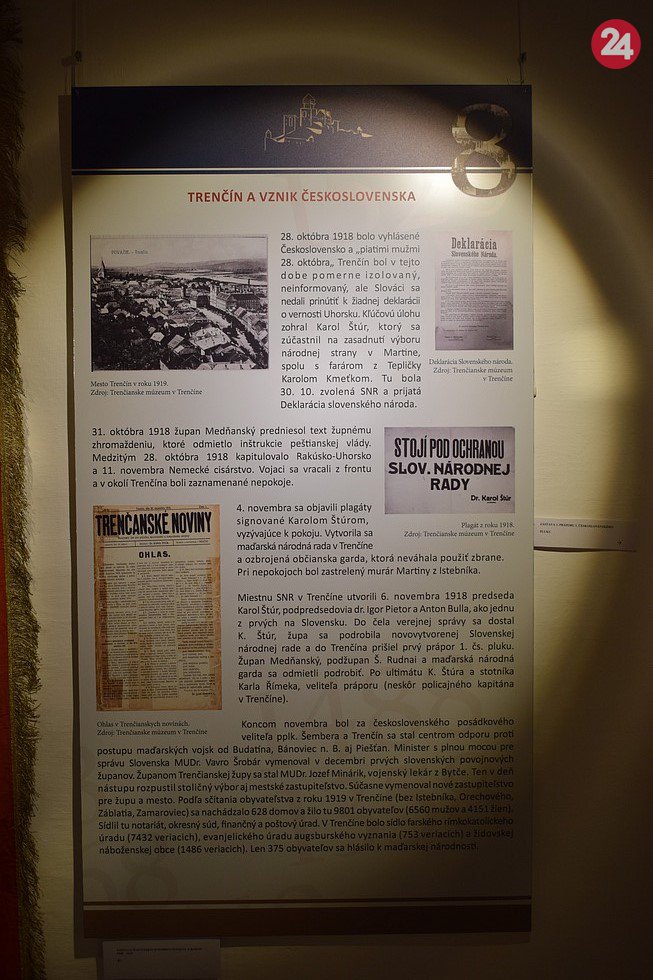 24
8
TRENČÍN A VZNIK ČESKOSLOVENSKA
POVAŽIE. - Trenčín
Mesto Trenčín v roku 1919.
Zdroj: Trenčianske múzeum v Trenčíne
28. októbra 1918 bolo vyhlásené
Československo a „piatimi mužmi
28. októbra„ Trenčín bol v tejto
dobe pomerne izolovaný,
neinformovaný, ale Slováci sa
nedali prinútiť k žiadnej deklarácii
o vernosti Uhorsku. Kľúčovú úlohu
zohral Karol Štúr, ktorý sa
zúčastnil na zasadnutí výboru
národnej strany v Martine,
spolu s farárom z Tepličky
Karolom Kmeťkom. Tu bola
30. 10. zvolená SNR a prijatá
Deklarácia slovenského národa.
Deklarácia
Slovenského Národa.
Deklarácia Slovenského národa.
Zdroj: Trenčianske múzeum
v Trenčíne
31. októbra 1918 župan Medňanský predniesol text župnému
zhromaždeniu, ktoré odmietlo inštrukcie peštianskej vlády.
Medzitým 28. októbra 1918 kapitulovalo Rakúsko-Uhorsko
a 11. novembra Nemecké cisárstvo. Vojaci sa vracali z frontu
a v okolí Trenčína boli zaznamenané nepokoje.
STOJÍ POD OCHRANOU
SLOV. NÁRODNEJ
RADY
Dr. Karol Štúr
Plagát z roku 1918.
Zdroj: Trenčianske múzeum v Trenčíne
TRENČANSKÉ NOVINY
OHLAS.
Ohlas v Trenčianskych novinách.
Zdroj: Trenčianske múzeum v Trenčíne
4. novembra sa objavili plagáty
signované Karolom Štúrom,
vyzývajúce k pokoju. Vytvorila sa
maďarská národná rada v Trenčíne
a ozbrojená občianska garda, ktorá neváhala použiť zbrane.
Pri nepokojoch bol zastrelený murár Martiny z Istebníka.
Miestnu SNR v Trenčíne utvorili 6. novembra 1918 predseda
Karol Štúr, podpredsedovia dr. Igor Pietor a Anton Bulla, ako jednu
z prvých na Slovensku. Do čela verejnej správy sa dostal
K. Štúr, župa sa podrobila novovytvorenej Slovenskej
národnej rade a do Trenčína prišiel prvý prápor 1. čs. pluku.
Župan Medňanský, podžupan Š. Rudnai a maďarská národná
garda sa odmietli podrobiť. Po ultimátu K. Štúra a stotníka
Karla Římeka, veliteľa práporu (neskôr policajného kapitána
v Trenčíne).
Koncom novembra bol za československého posádkového
veliteľa pplk. Šembera a Trenčín sa stal centrom odporu proti
postupu maďarských vojsk od Budatína, Bánoviec n. B. aj Piešťan. Minister s plnou mocou pre
správu Slovenska MUDr. Vavro Šrobár vymenoval v decembri prvých slovenských povojnových
županov. Županom Trenčianskej župy sa stal MUDr. Jozef Minárik, vojenský lekár z Bytče. Ten v deň
nástupu rozpustil stoličný výbor aj mestské zastupiteľstvo. Súčasne vymenoval nové zastupiteľstvo
pre župu a mesto. Podľa sčítania obyvateľstva z roku 1919 v Trenčíne (bez Istebníka, Orechového,
Záblatia, Zamaroviec) sa nachádzalo 628 domov a žilo tu 9801 obyvateľov (6560 mužov a 4351 žien).
Sídlil tu notariát, okresný súd, finančný a poštový úrad. V Trenčíne bolo sídlo farského rímkokatolíckeho
úradu (7432 veriacich), evanjelického úradu augsburského vyznania (753 veriacich) a židovskej
náboženskej obce (1486 veriacich). Len 375 obyvateľov sa hlásilo k maďarskej národnosti.